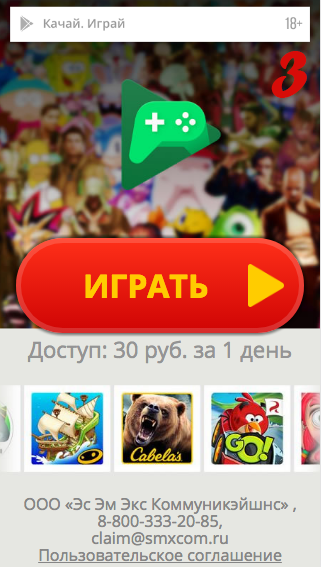 Качай. Играй
18+
3
ИГРАТЬ
Доступ: 30 руб. за 1 день
Cabela's
GO!
ООО «Эс Эм Экс Коммуникэйшнс» ,
8-800-333-20-85,
claim@smxcom.ru
Пользовательское соглашение